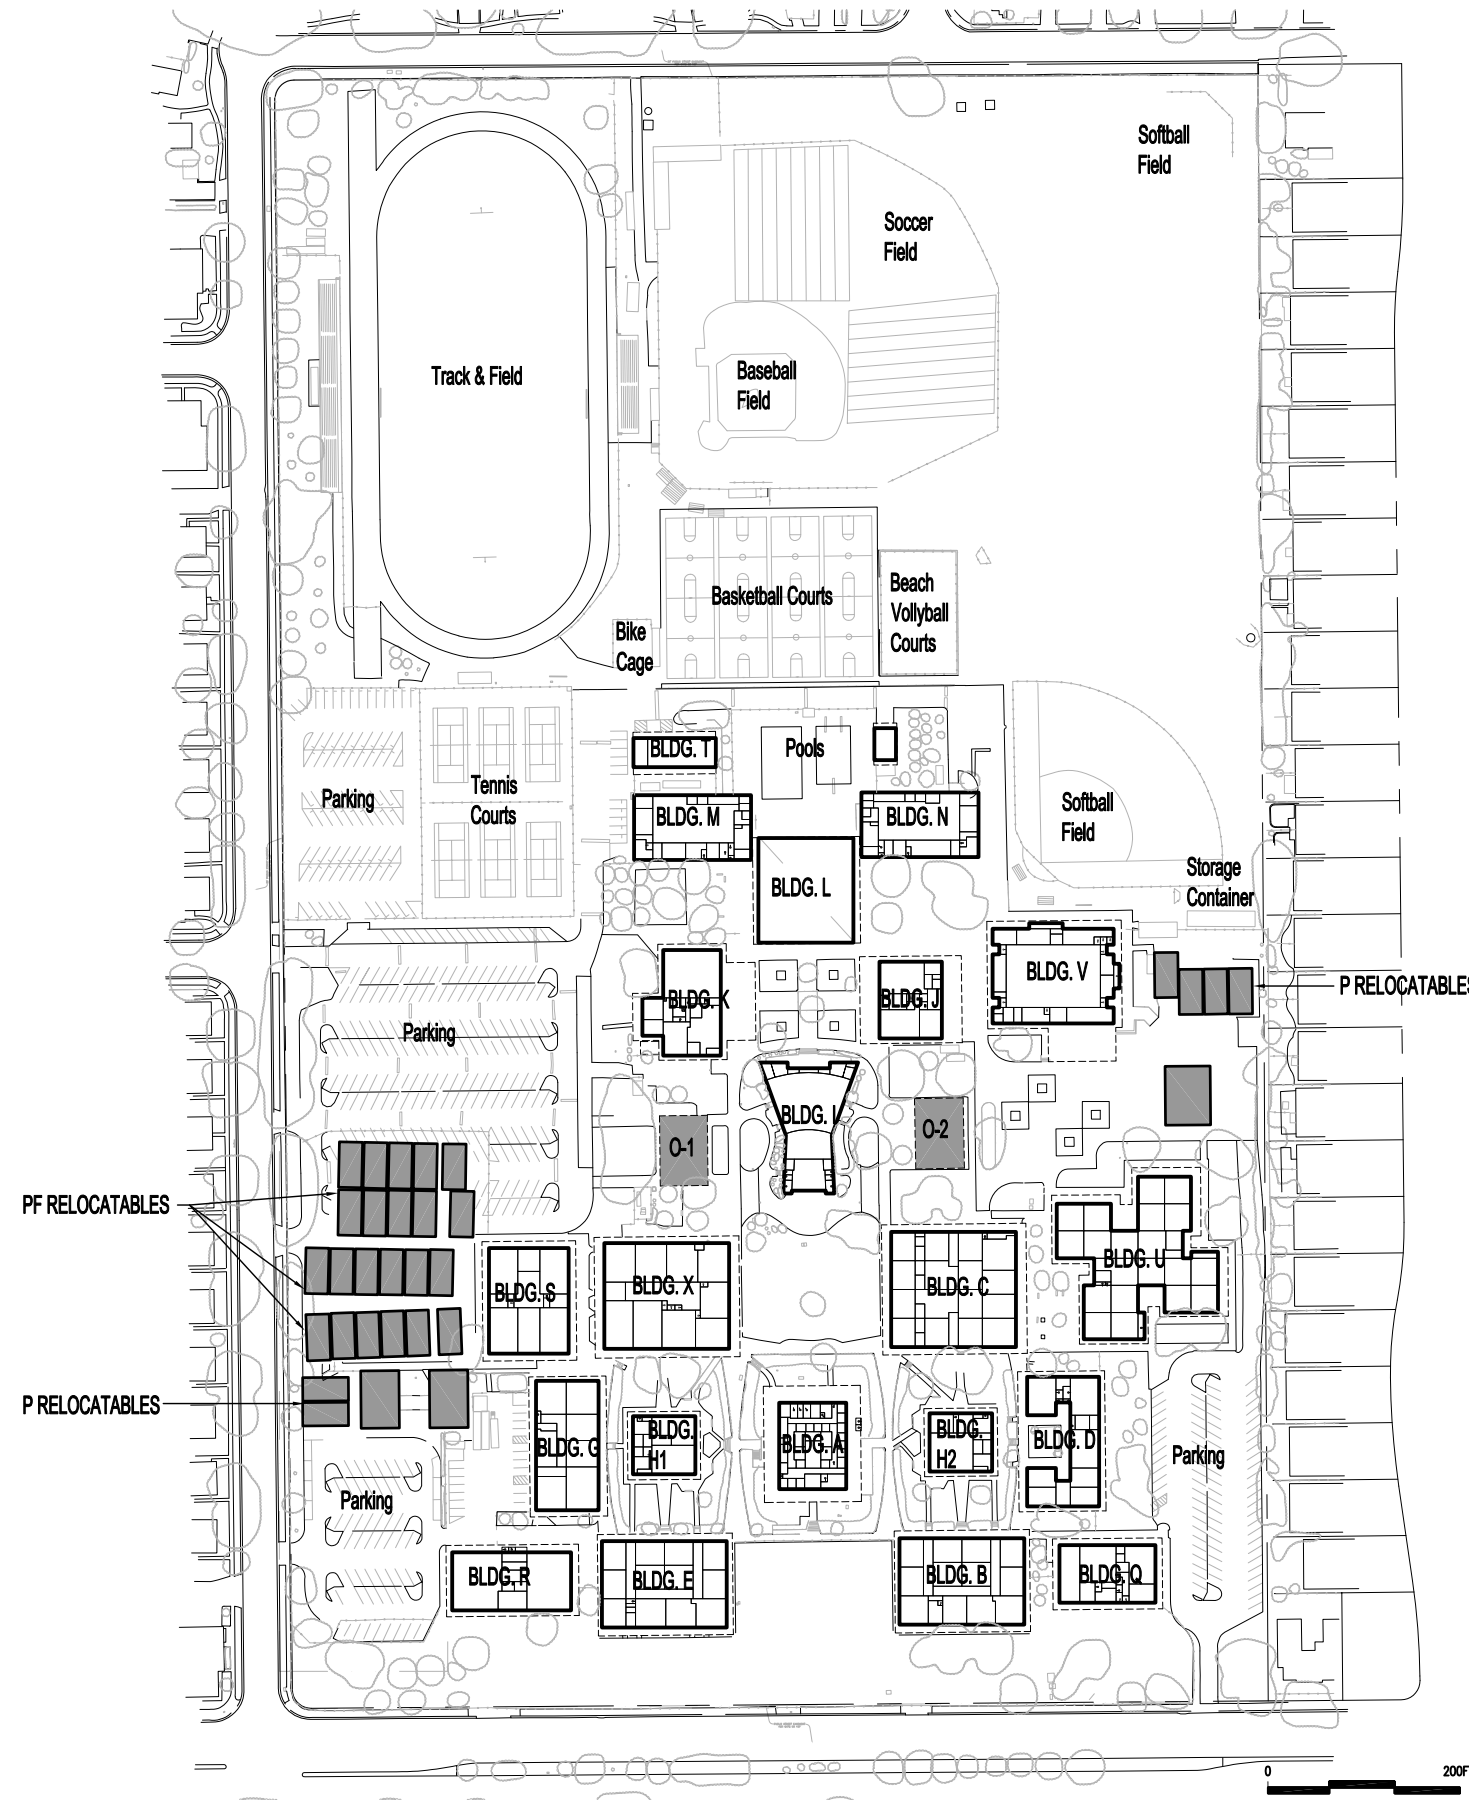 Softball
Field
Soccer
Field
Track & Field
Baseball
Field
Basketball Courts
Beach
Vollyball
Courts
Bike
Cage
BLDG. T
Pools
Parking
Tennis
Courts
BLDG. M
BLDG. N
Softball
Field
BLDG. L
Storage
Container
BLDG. K
BLDG. J
BLDG. V
P RELOCATABLES
Parking
BLDG. I
O-1
O-2
PF RELOCATABLES
BLDG. S
BLDG. X
BLDG. C
BLDG. U
P RELOCATABLES
BLDG. G
BLDG.
H1
BLDG. A
BLDG.
H2
BLDG. D
Parking
Parking
BLDG. R
BLDG. E
BLDG. B
BLDG. Q
0 200F